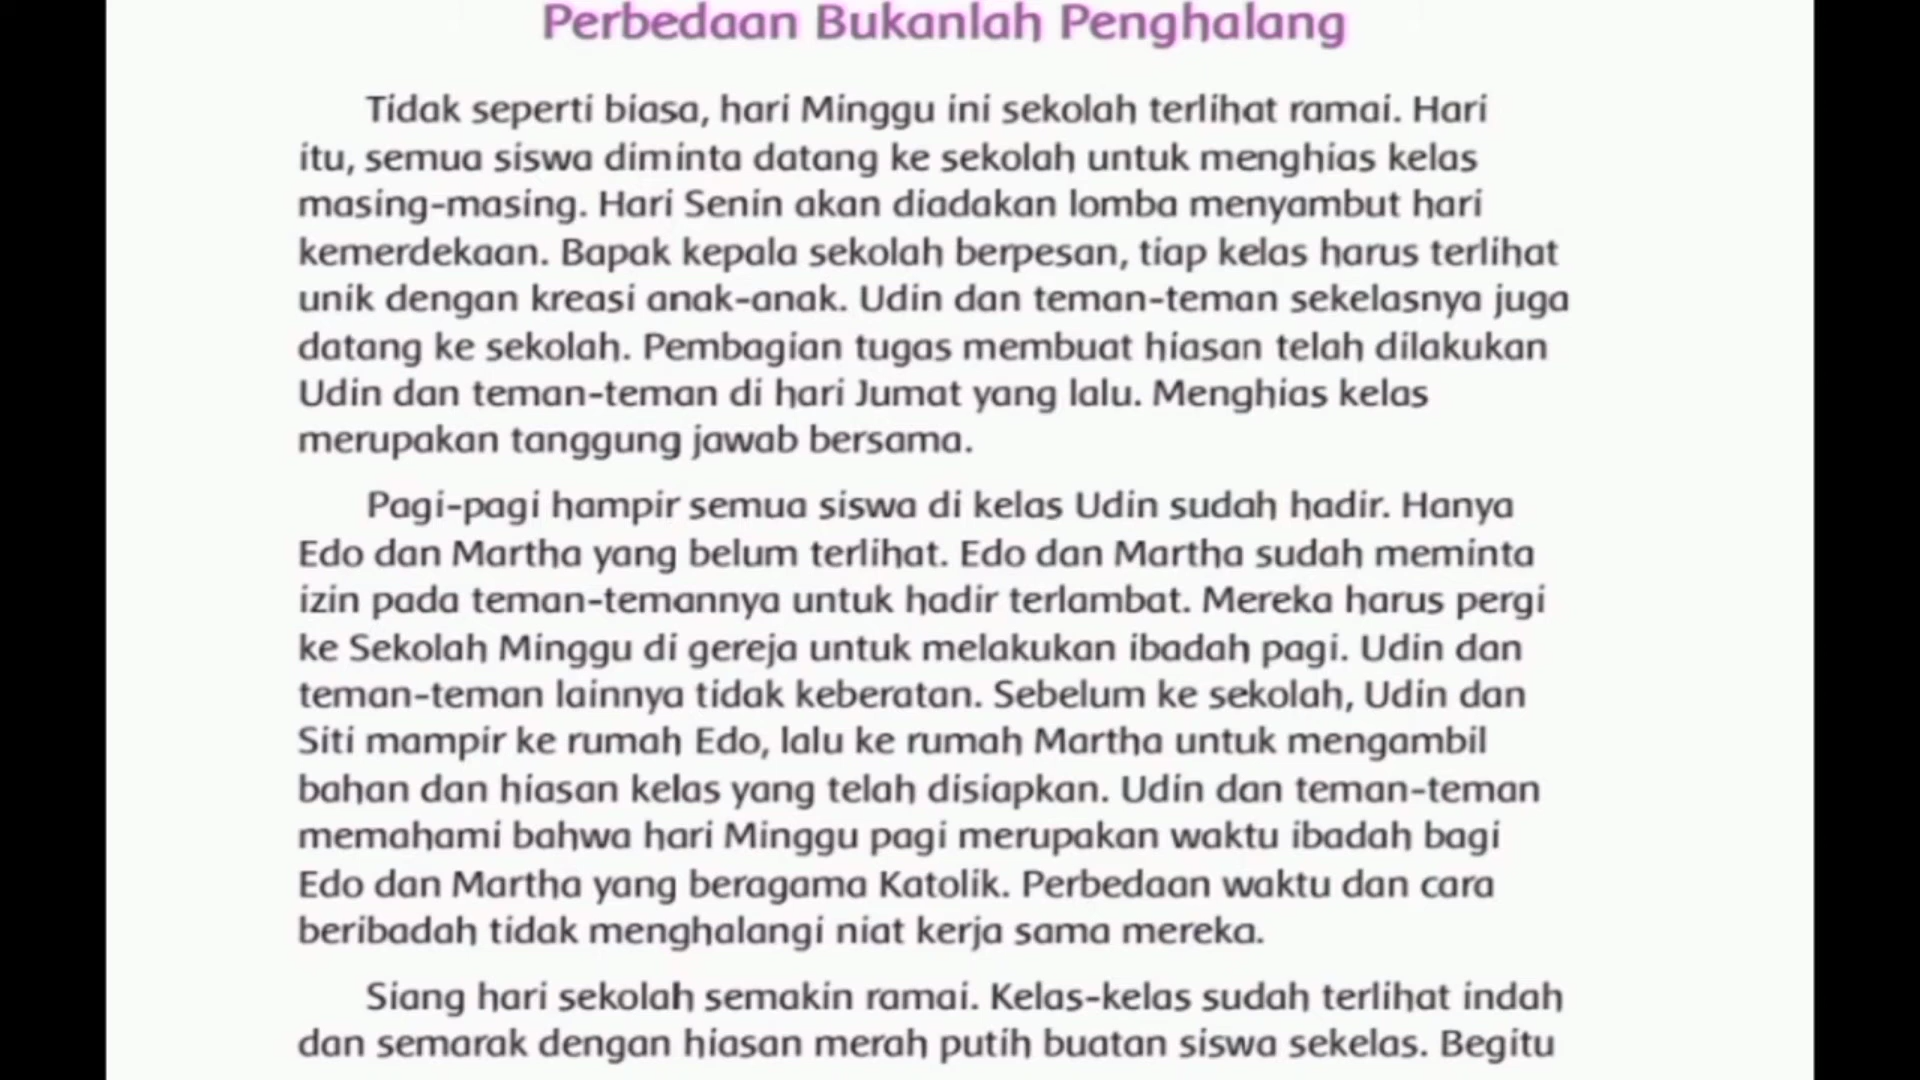 Perbedaan Bukanlah Penghalang
Tidak seperti biasa, hari Minggu ini sekolah terlihat ramai. Hari
itu, semua siswa diminta datang ke sekolah untuk menghias kelas
masing-masing. Hari Senin akan diadakan lomba menyambut hari
kemerdekaan. Bapak kepala sekolah berpesan, tiap kelas harus terlihat
unik dengan kreasi anak-anak. Udin dan teman-teman sekelasnya juga
datang ke sekolah. Pembagian tugas membuat hiasan telah dilakukan
Udin dan teman-teman di hari Jumat yang lalu. Menghias kelas
merupakan tanggung jawab bersama.
Pagi-pagi hampir semua siswa di kelas Udin sudah hadir. Hanya
Edo dan Martha yang belum terlihat. Edo dan Martha sudah meminta
izin pada teman-temannya untuk hadir terlambat. Mereka harus pergi
ke Sekolah Minggu di gereja untuk melakukan ibadah pagi. Udin dan
teman-teman lainnya tidak keberatan. Sebelum ke sekolah, Udin dan
Siti mampir ke rumah Edo, lalu ke rumah Martha untuk mengambil
bahan dan hiasan kelas yang telah disiapkan. Udin dan teman-teman
memahami bahwa hari Minggu pagi merupakan waktu ibadah bagi
Edo dan Martha yang beragama Katolik. Perbedaan waktu dan cara
beribadah tidak menghalangi niat kerja sama mereka.
Siang hari sekolah semakin ramai. Kelas-kelas sudah terlihat indah
dan semarak dengan hiasan merah putih buatan siswa sekelas. Begitu